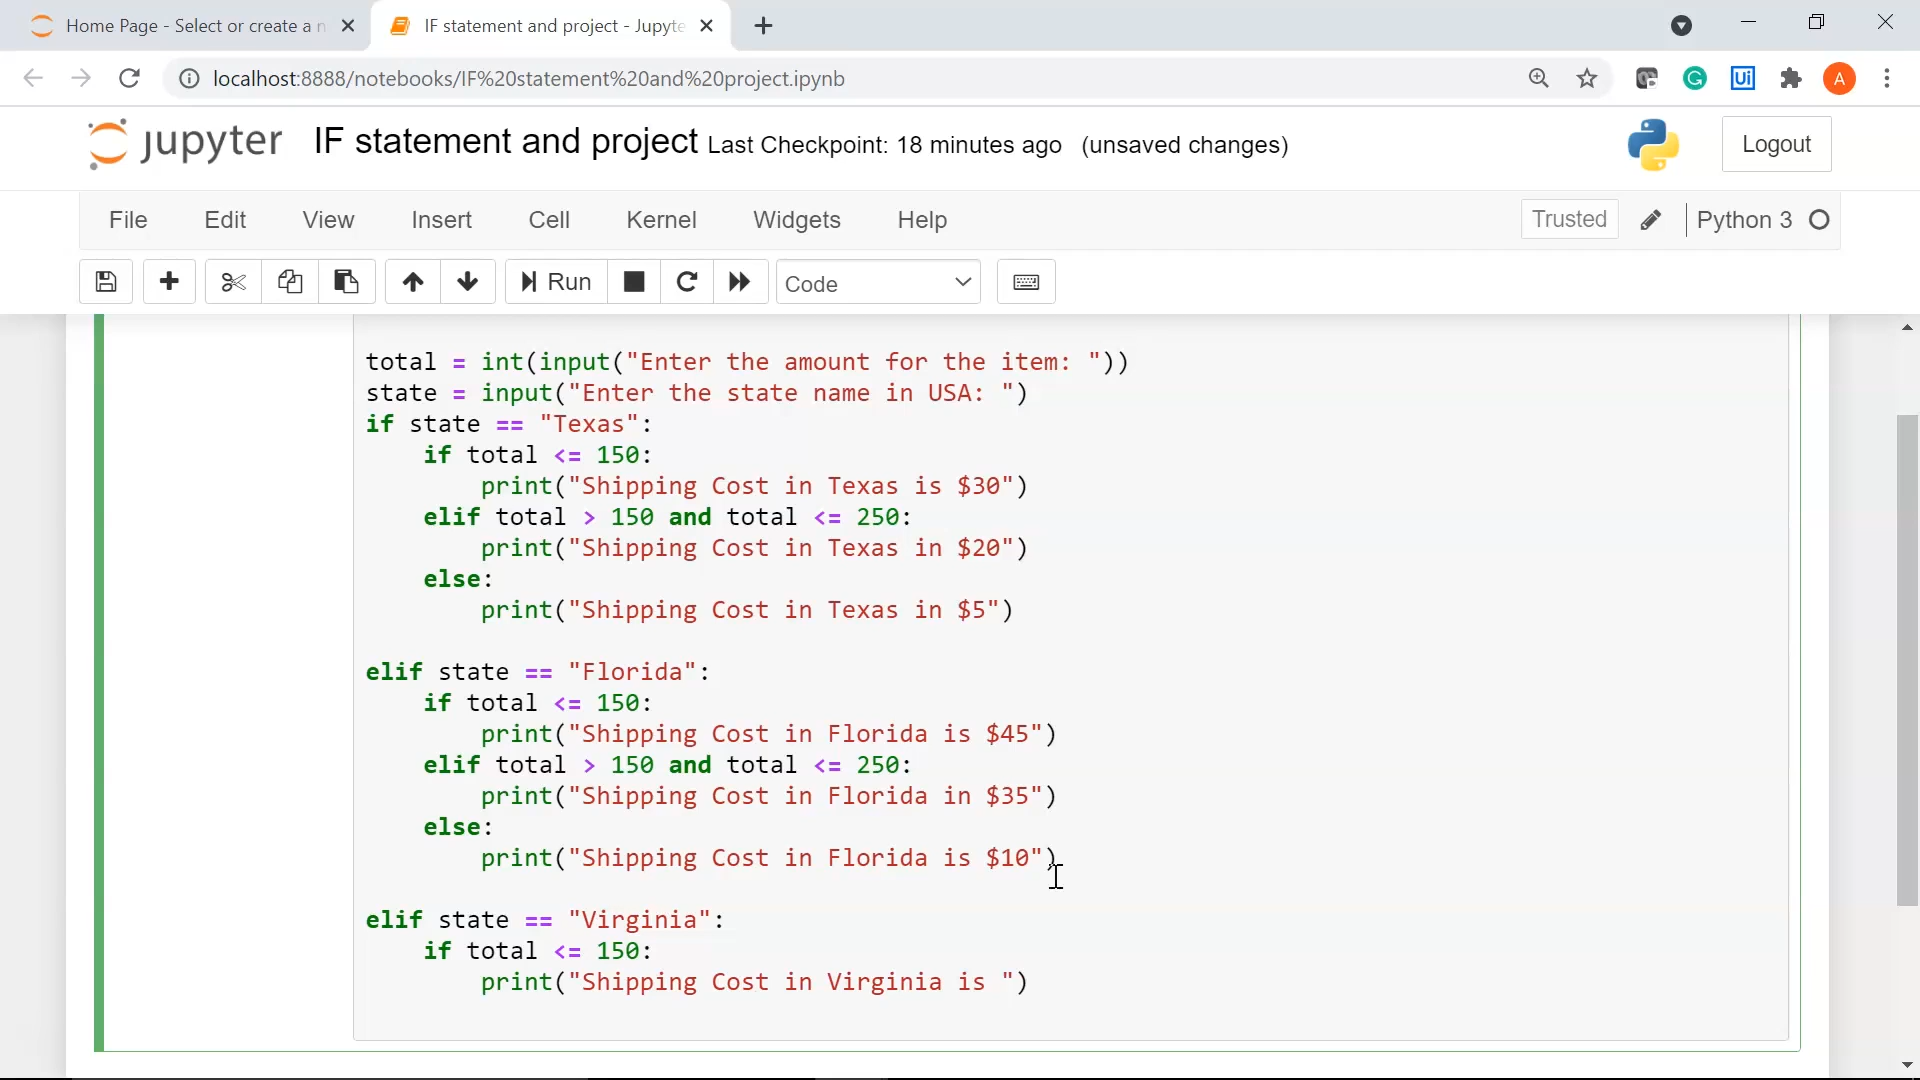 Home Page - Select or create a n
IF statement and project - Jupyte
localhost:8888/notebooks/IF%20statement%20and%20project.ipynb
Ui
A
jupyter IF statement and project Last Checkpoint: 18 minutes ago (unsaved changes)
Logout
File Edit View Insert Cell Kernel Widgets Help
Trusted Python 3
Run Code
total = int(input("Enter the amount for the item: "))
state = input("Enter the state name in USA: ")
if state == "Texas":
    if total <= 150:
        print("Shipping Cost in Texas is $30")
    elif total > 150 and total <= 250:
        print("Shipping Cost in Texas in $20")
    else:
        print("Shipping Cost in Texas in $5")
elif state == "Florida":
    if total <= 150:
        print("Shipping Cost in Florida is $45")
    elif total > 150 and total <= 250:
        print("Shipping Cost in Florida in $35")
    else:
        print("Shipping Cost in Florida is $10")
elif state == "Virginia":
    if total <= 150:
        print("Shipping Cost in Virginia is ")